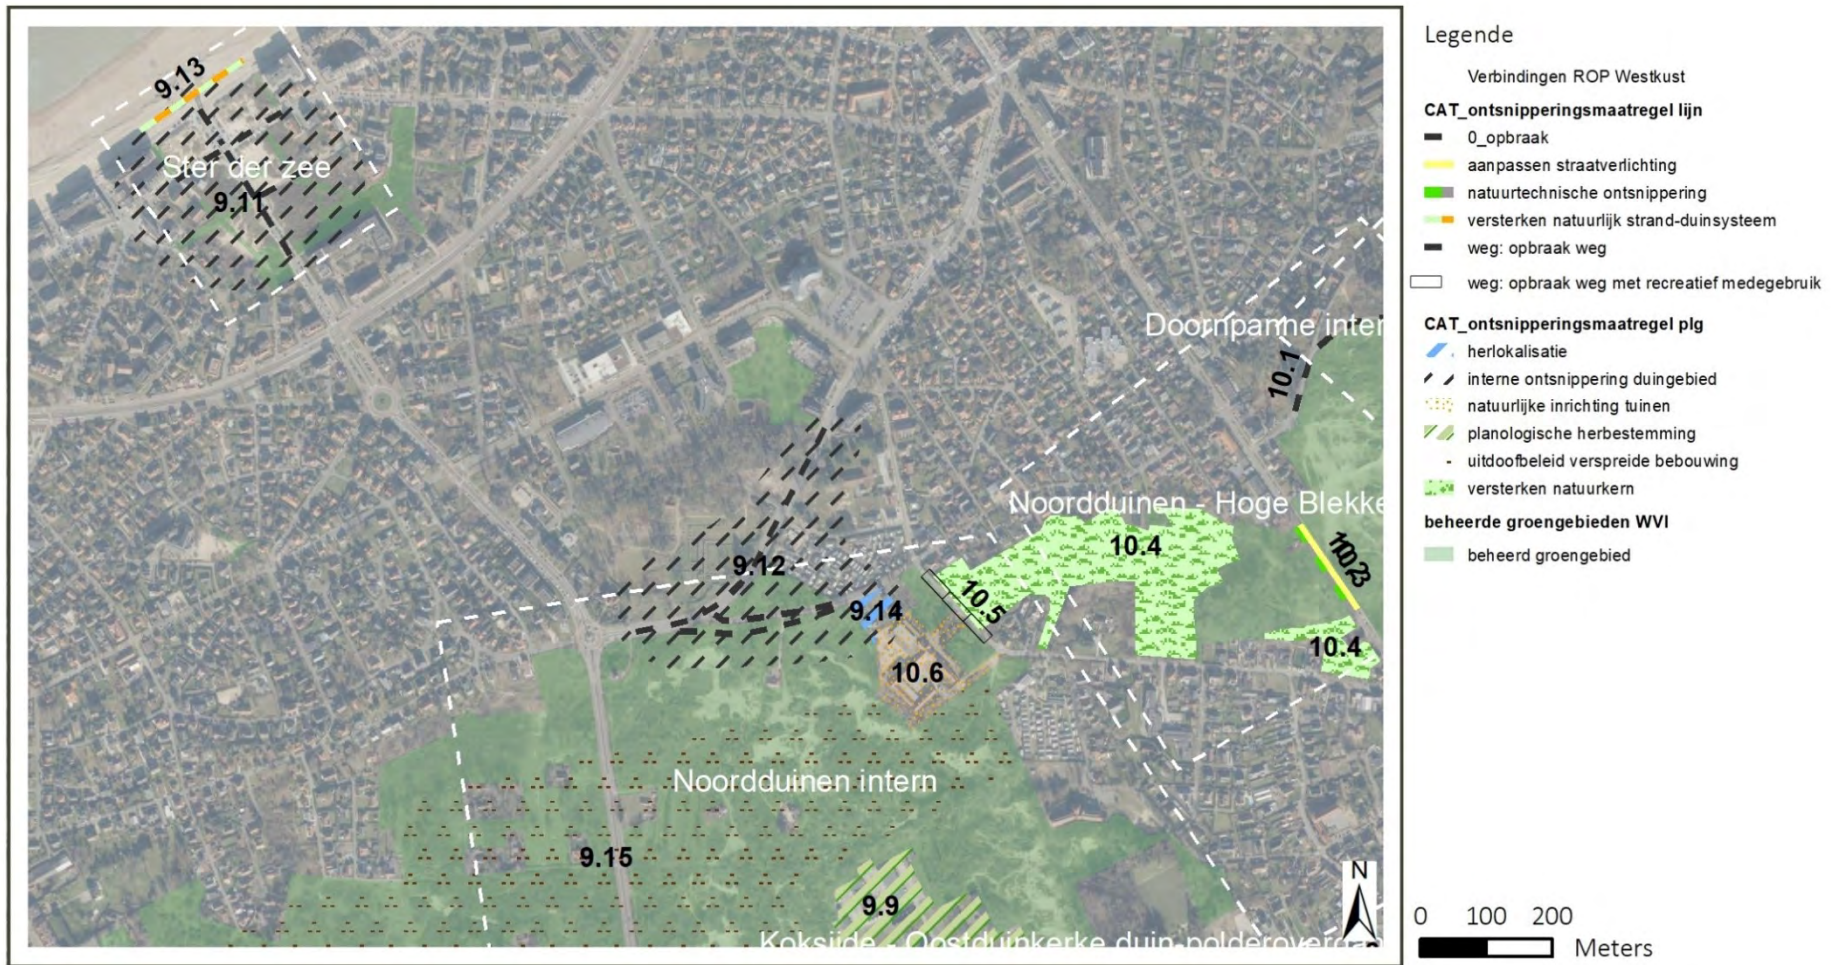 9.13
Ster der zee
9.11
Doornpanne inter
10.1
Noordduinen - Hoge Blekke
10.4
9.12
9.14
10.5
10.4
10.6
Noordduinen intern
9.15
9.9
Koksijde - Oostduinkerke duin-polderovergan
N
Legende
Verbindingen ROP Westkust
CAT_ontsnipperingsmaatregel lijn
0_opbraak
aanpassen straatverlichting
natuurtechnische ontsnippering
versterken natuurlijk strand-duinsysteem
weg: opbraak weg
weg: opbraak weg met recreatief medegebruik
CAT_ontsnipperingsmaatregel plg
herlokalisatie
interne ontsnippering duingebied
natuurlijke inrichting tuinen
planologische herbestemming
uitdoofbeleid verspreide bebouwing
versterken natuurkern
beheerde groengebieden WVI
beheerd groengebied
0 100 200
Meters